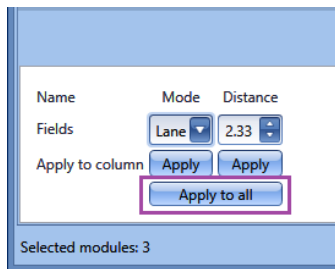 Name Mode Distance
Fields Lane 2.33
Apply to column Apply Apply
Apply to all
Selected modules: 3